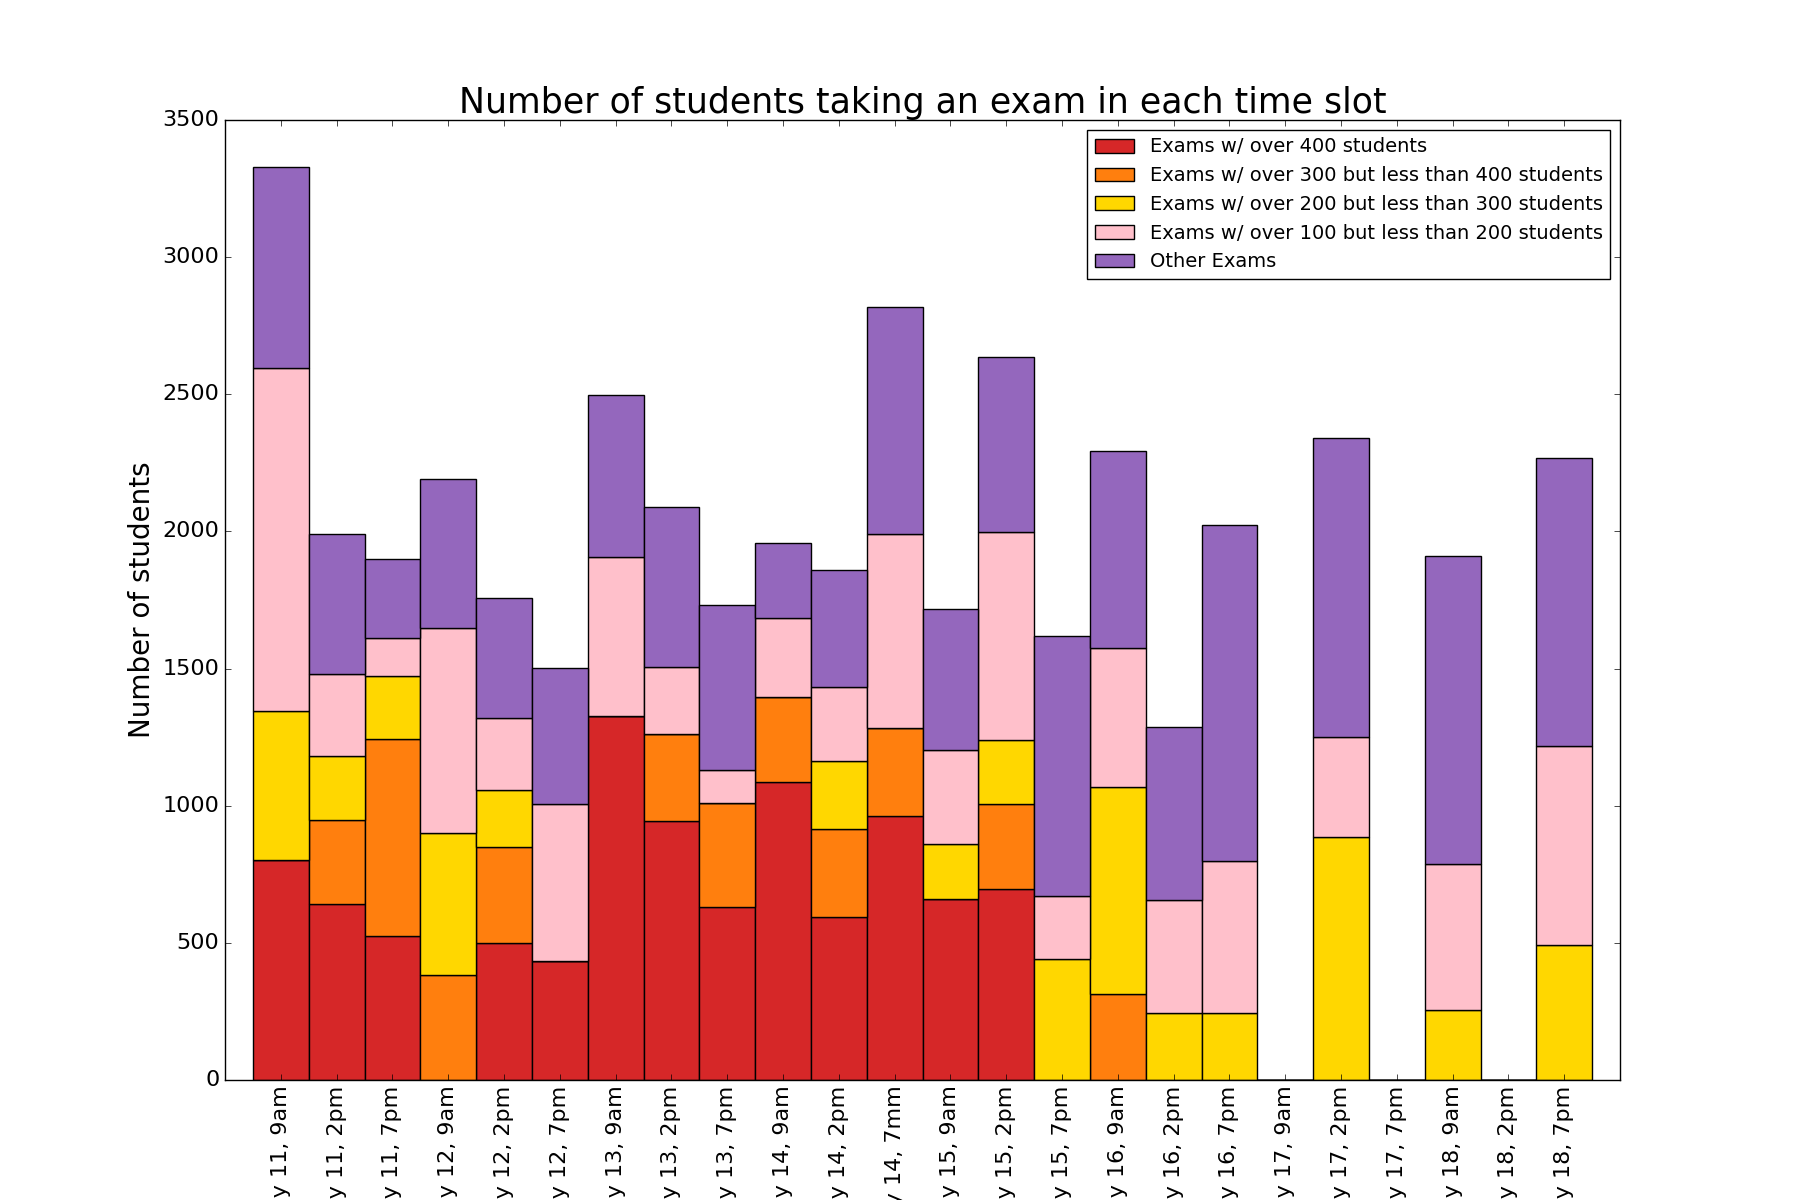 Number of students taking an exam in each time slot
Exams w/ over 400 students
Exams w/ over 300 but less than 400 students
Exams w/ over 200 but less than 300 students
Exams w/ over 100 but less than 200 students
Other Exams
Number of students
3500
3000
2500
2000
1500
1000
500
0
y 11, 9am
y 11, 2pm
y 11, 7pm
y 12, 9am
y 12, 2pm
y 12, 7pm
y 13, 9am
y 13, 2pm
y 13, 7pm
y 14, 9am
y 14, 2pm
y 14, 7mm
y 15, 9am
y 15, 2pm
y 15, 7pm
y 16, 9am
y 16, 2pm
y 16, 7pm
y 17, 9am
y 17, 2pm
y 17, 7pm
y 18, 9am
y 18, 2pm
y 18, 7pm